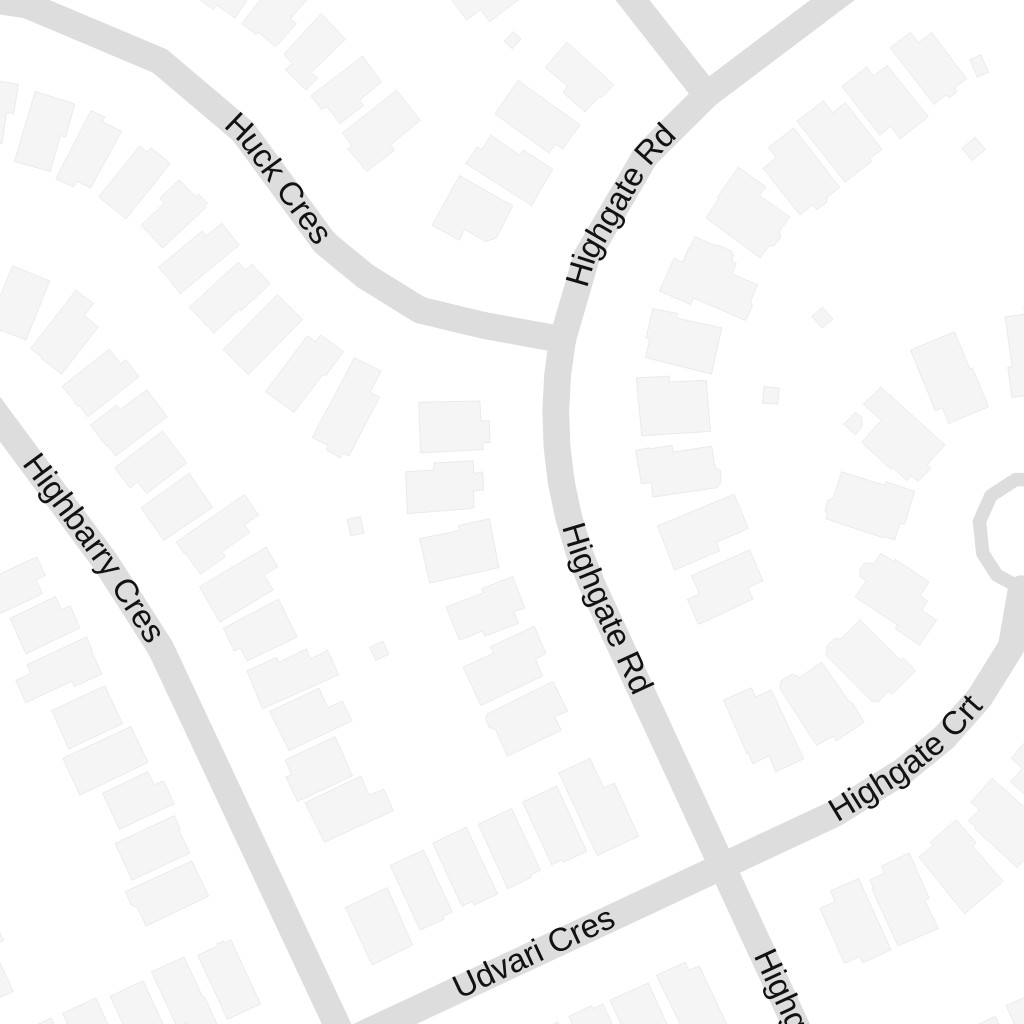 Huck Cres
Highgate Rd
Highbarry Cres
Highgate Rd
Highgate Crt
Udvari Cres